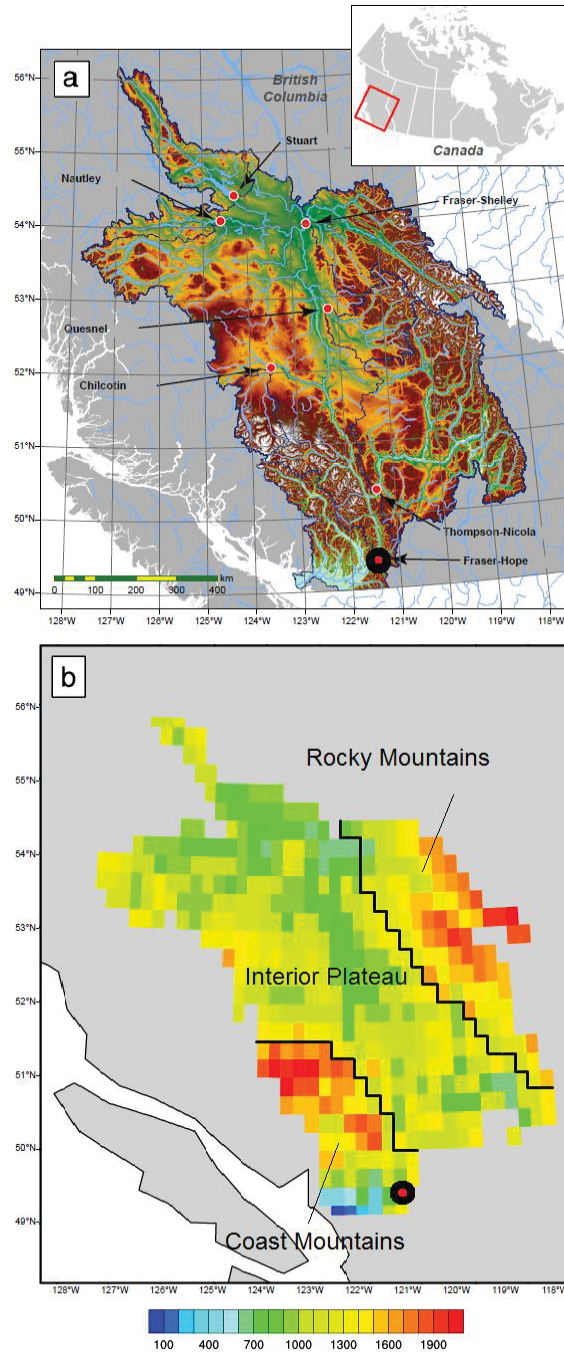 a
British
Columbia
Canada
Stuart
Nautley
Fraser-Shelley
Quesnel
Chilcotin
Thompson-Nicola
Fraser-Hope
56°N
55°N
54°N
53°N
52°N
51°N
50°N
49°N
0 100 200 300 400
km
128°W 127°W 126°W 125°W 124°W 123°W 122°W 121°W 120°W 119°W 118°W
b
56°N
55°N
54°N
53°N
52°N
51°N
50°N
49°N
Rocky Mountains
Interior Plateau
Coast Mountains
128°W 127°W 126°W 125°W 124°W 123°W 122°W 121°W 120°W 118°W
100 400 700 1000 1300 1600 1900